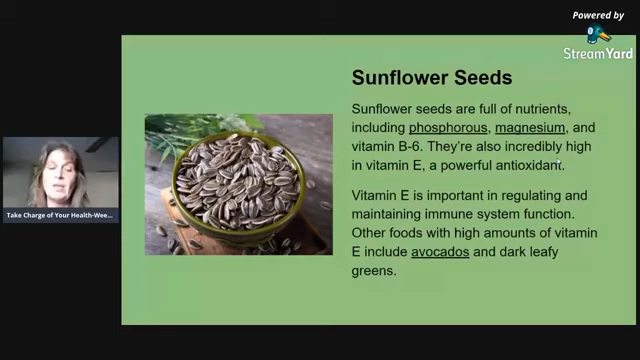 Powered by
StreamYard
Sunflower Seeds
Sunflower seeds are full of nutrients,
including phosphorous, magnesium, and
vitamin B-6. They're also incredibly high
in vitamin E, a powerful antioxidant.
Vitamin E is important in regulating and
maintaining immune system function.
Other foods with high amounts of vitamin
E include avocados and dark leafy
greens.
Take Charge of Your Health-Wee...